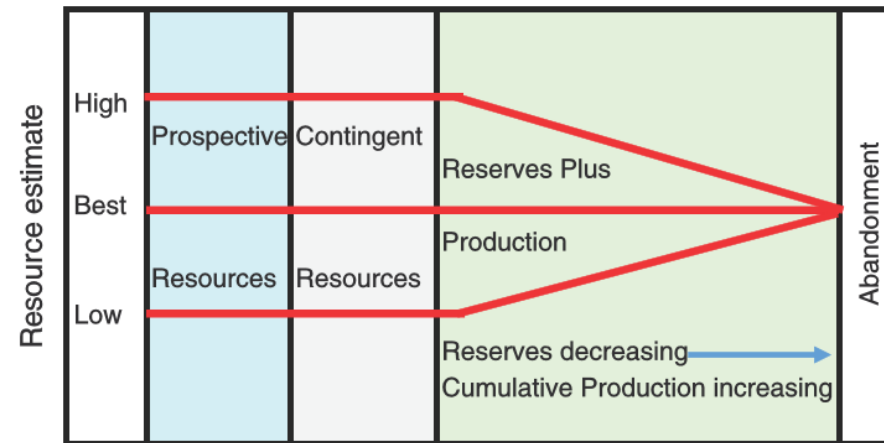 Resource estimate
High
Best
Low
Prospective
Resources
Contingent
Resources
Reserves Plus
Production
Reserves decreasing
Cumulative Production increasing
Abandonment